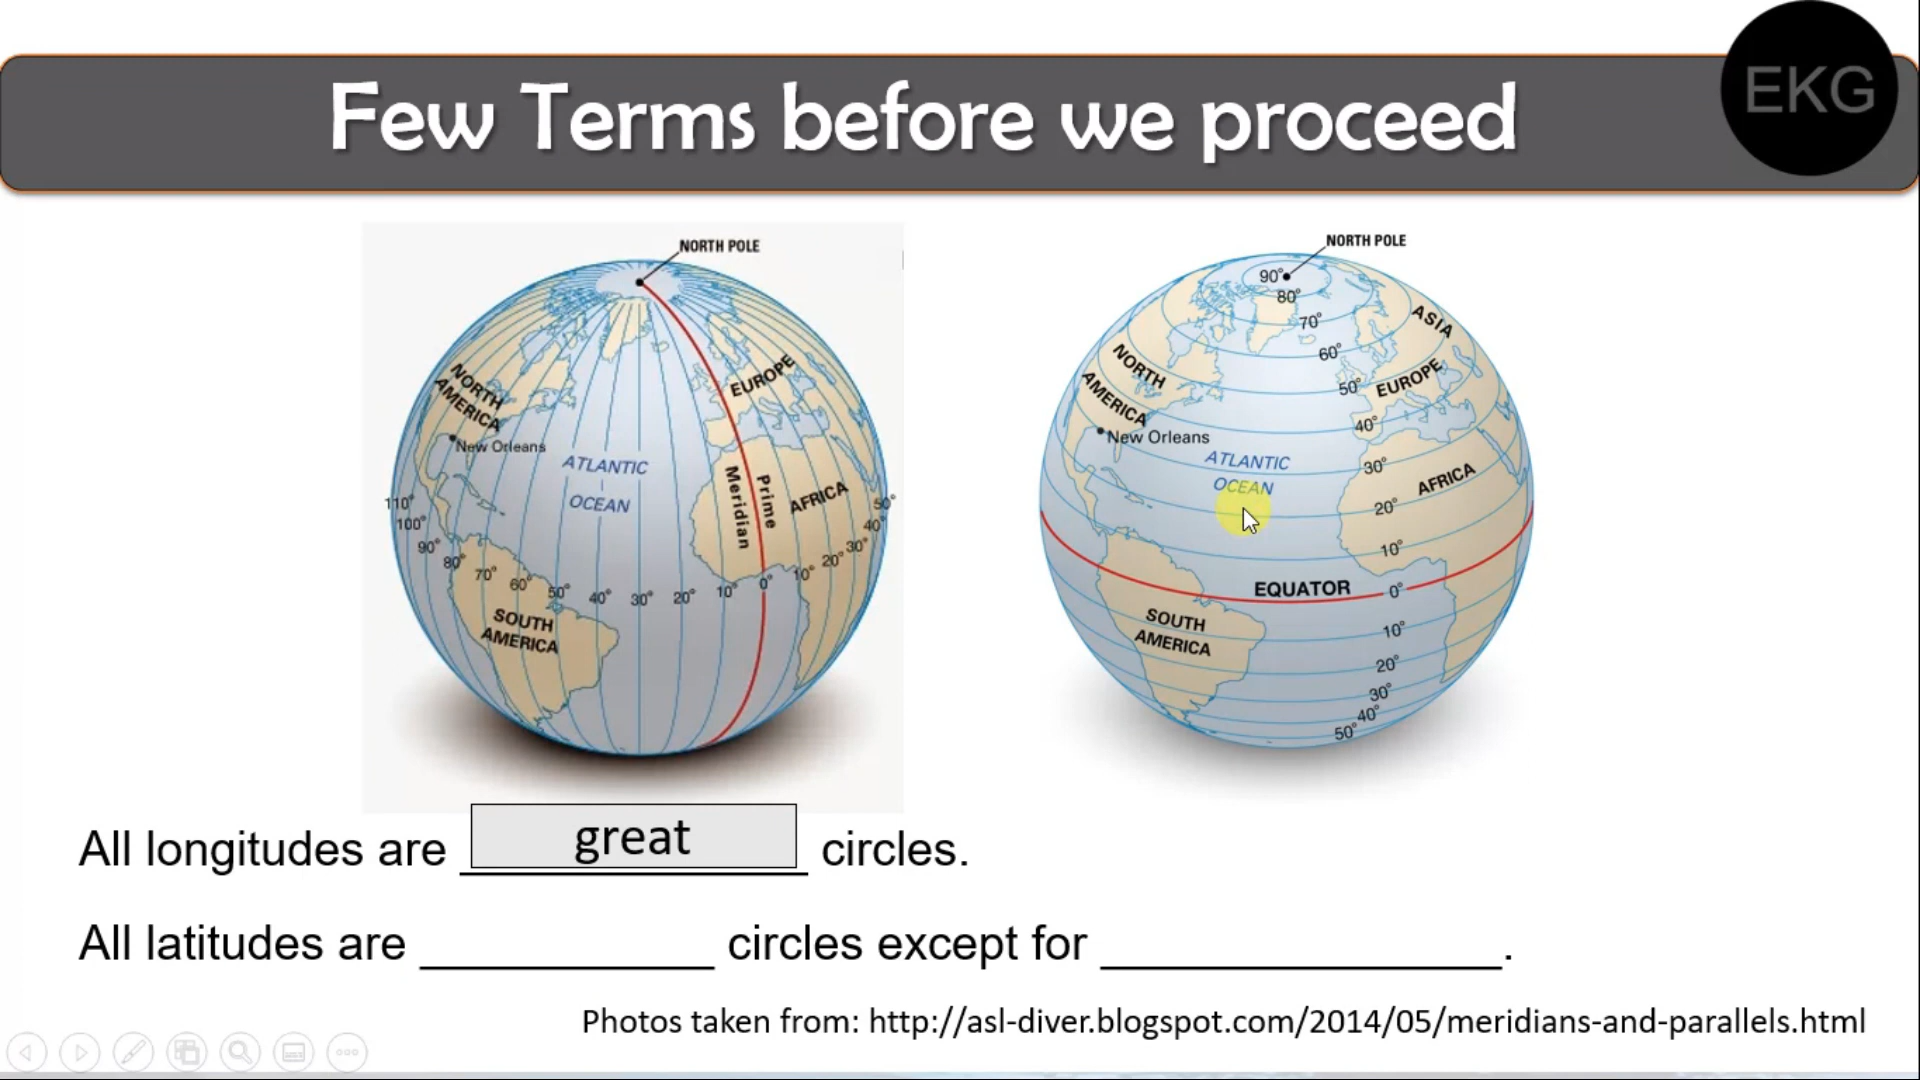 Few Terms before we proceed
EKG
NORTH POLE
NORTH
AMERICA
New Orleans
EUROPE
ATLANTIC
OCEAN
Prime
Meridian
AFRICA
110° 100° 90° 80° 70° 60° 50° 40° 30° 20° 10° 0° 10° 20° 30° 40° 50°
SOUTH
AMERICA
NORTH POLE
90°
80°
70°
60°
50°
40°
30°
20°
10°
ASIA
EUROPE
NORTH
AMERICA
New Orleans
ATLANTIC
OCEAN
AFRICA
EQUATOR 0°
SOUTH
AMERICA
10°
20°
30°
40°
50°
All longitudes are great circles.
All latitudes are ___________ circles except for _______________.
Photos taken from: http://asl-diver.blogspot.com/2014/05/meridians-and-parallels.html